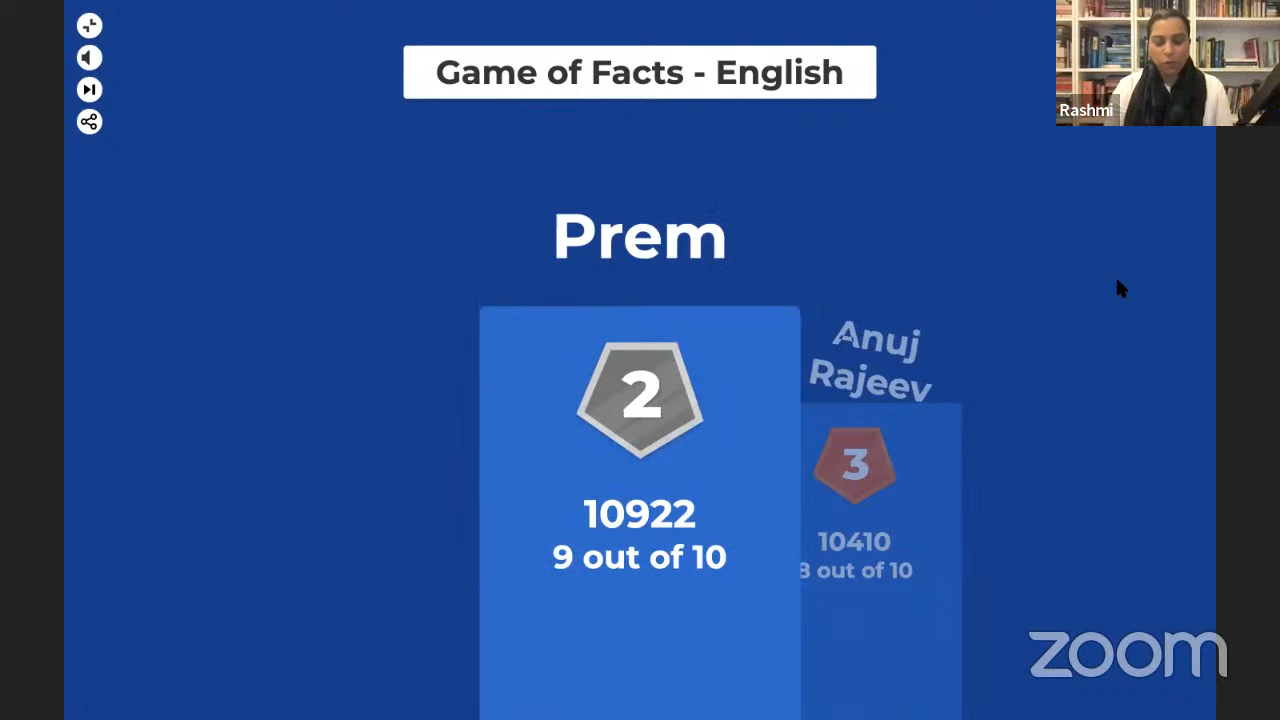 Game of Facts - English
Rashmi
Prem
2
10922
9 out of 10
Anuj
Rajeev
3
10410
8 out of 10
zoom